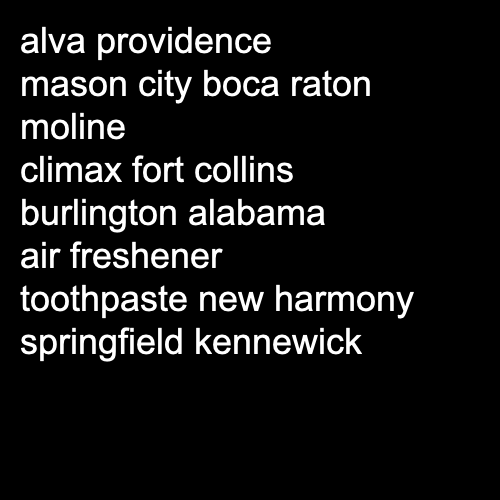 alva providence
mason city boca raton
moline
climax fort collins
burlington alabama
air freshener
toothpaste new harmony
springfield kennewick